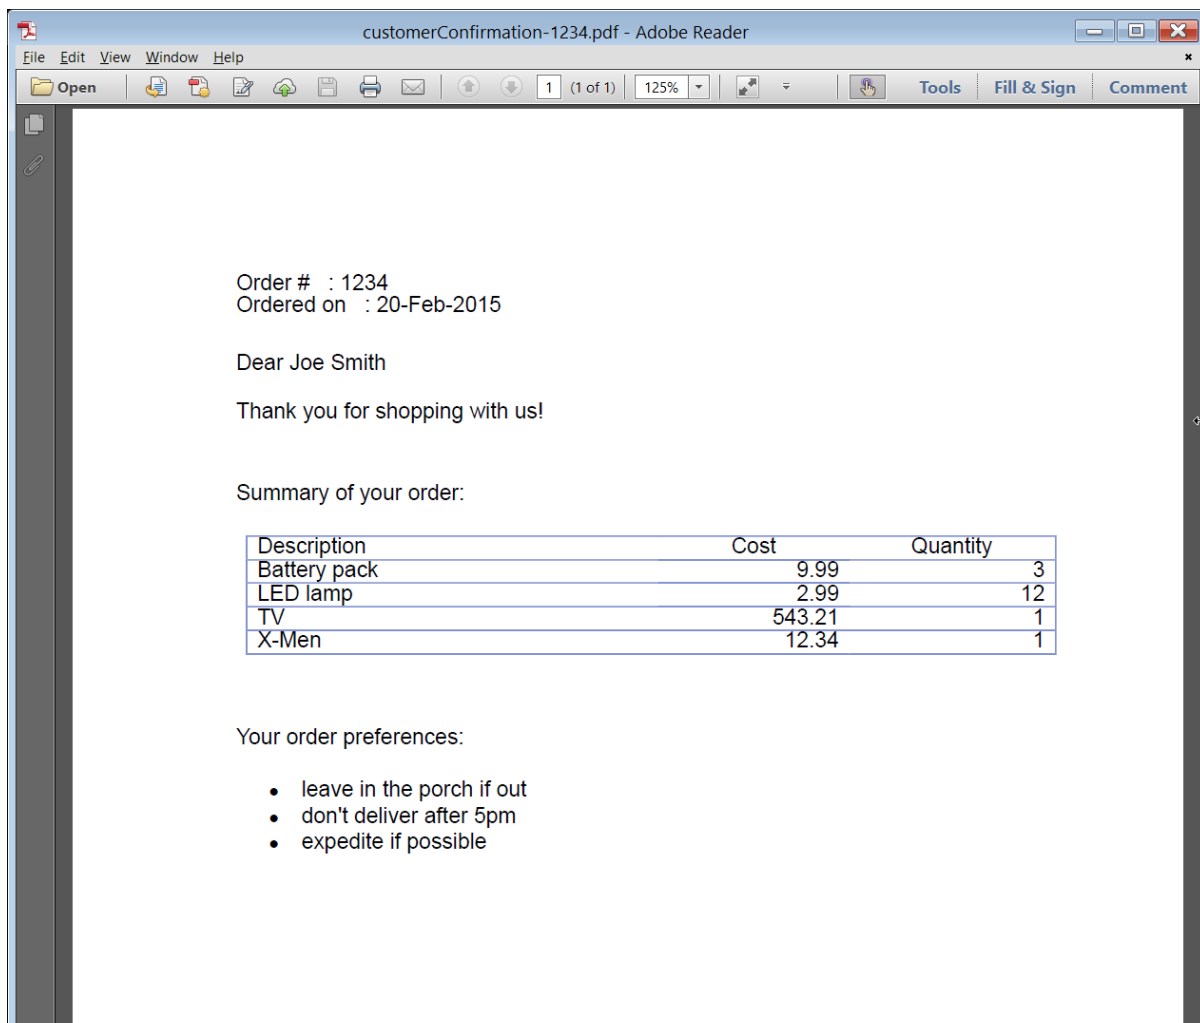 customerConfirmation-1234.pdf - Adobe Reader
File Edit View Window Help
Open 1 (1 of 1) 125% Tools Fill & Sign Comment
Order # : 1234
Ordered on : 20-Feb-2015
Dear Joe Smith
Thank you for shopping with us!
Summary of your order:
Description Cost Quantity
Battery pack 9.99 3
LED lamp 2.99 12
TV 543.21 1
X-Men 12.34 1
Your order preferences:
• leave in the porch if out
• don't deliver after 5pm
• expedite if possible